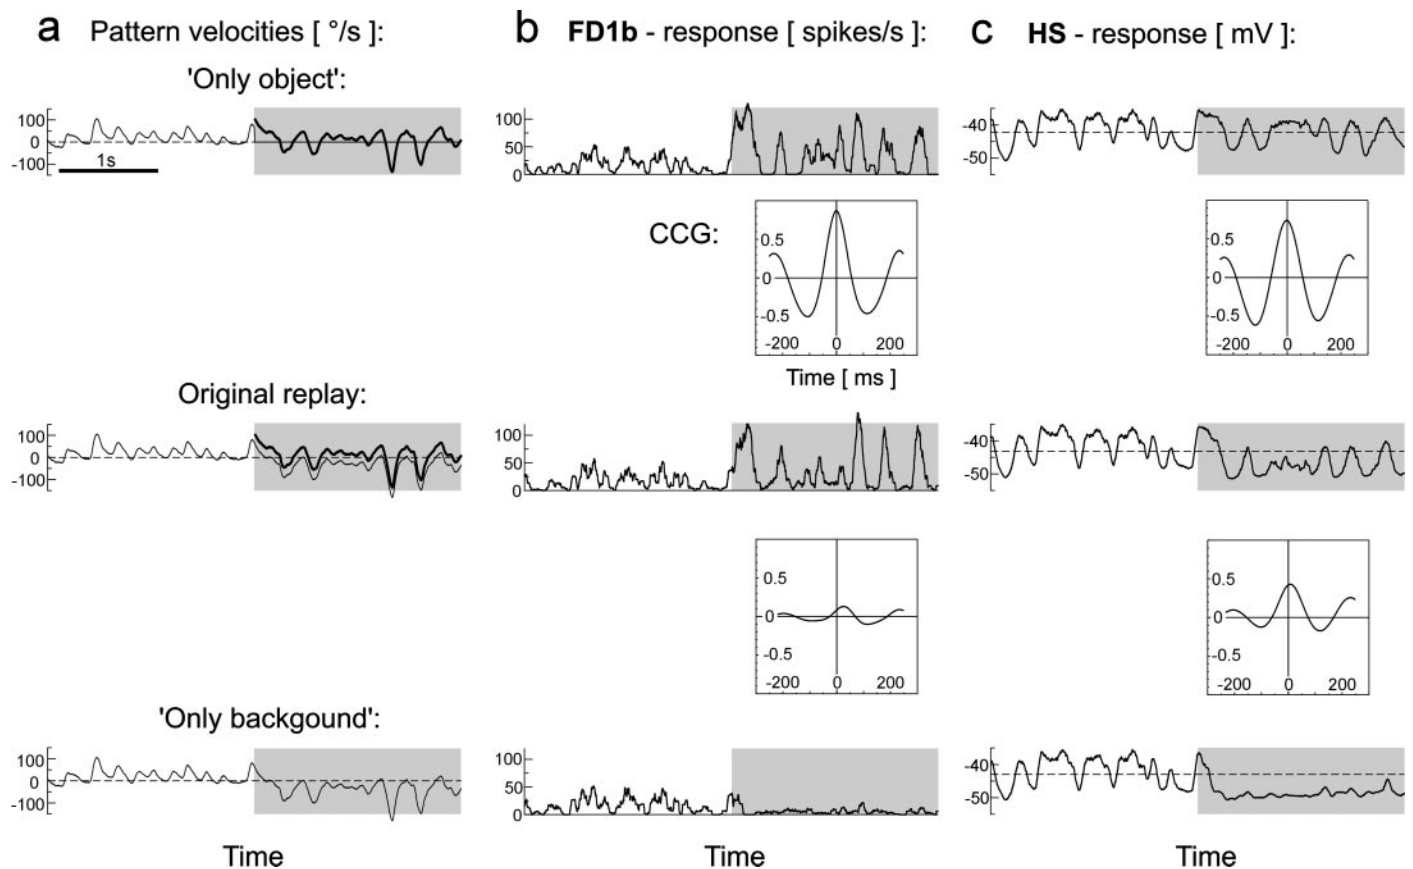 a Pattern velocities [ °/s ]:
b FD1b - response [ spikes/s ]:
c HS - response [ mV ]:
'Only object':
100
0
-100
1s
100
50
0
-40
-50
CCG:
0.5
0
-0.5
-200 0 200
Time [ ms ]
0.5
0
-0.5
-200 0 200
Original replay:
100
0
-100
100
50
0
-40
-50
0.5
0
-0.5
-200 0 200
0.5
0
-0.5
-200 0 200
'Only backgound':
100
0
-100
100
50
0
-40
-50
Time
Time
Time